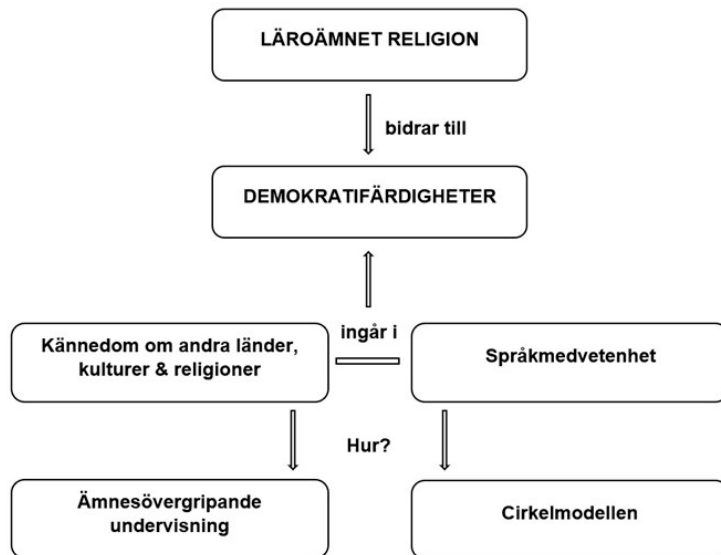 LÄROÄMNET RELIGION
bidrar till
DEMOKRATIFÄRDIGHETER
ingår i
Kännedom om andra länder,
kulturer & religioner
Språkmedvetenhet
Hur?
Ämnesövergripande
undervisning
Cirkelmodellen